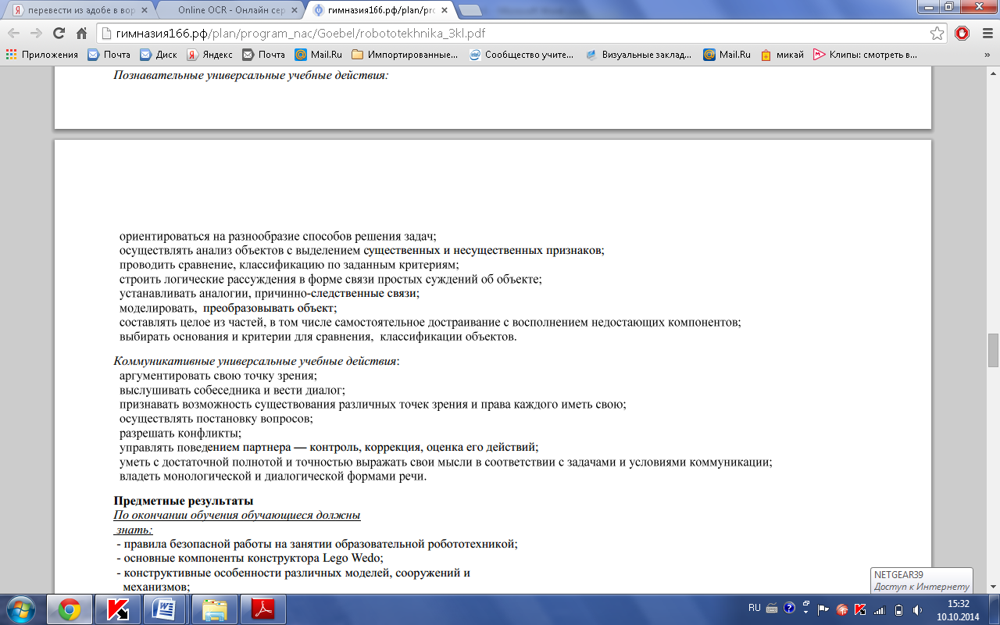 перевести из адобе в вор
Online OCR - Онлайн сер
гимназия166.рф/plan/pro
гимназия166.рф/plan/program_nac/Goebel/robototekhnika_3kl.pdf
Приложения Почта Диск Яндекс Почта Mail.Ru Импортированные... Сообщество учите... Визуальные заклад... Mail.Ru микай Клипы: смотреть в... »
Познавательные универсальные учебные действия:
ориентироваться на разнообразие способов решения задач;
осуществлять анализ объектов с выделением существенных и несущественных признаков;
проводить сравнение, классификацию по заданным критериям;
строить логические рассуждения в форме связи простых суждений об объекте;
устанавливать аналогии, причинно-следственные связи;
моделировать, преобразовывать объект;
составлять целое из частей, в том числе самостоятельное достраивание с восполнением недостающих компонентов;
выбирать основания и критерии для сравнения, классификации объектов.
Коммуникативные универсальные учебные действия:
аргументировать свою точку зрения;
выслушивать собеседника и вести диалог;
признавать возможность существования различных точек зрения и права каждого иметь свою;
осуществлять постановку вопросов;
разрешать конфликты;
управлять поведением партнера — контроль, коррекция, оценка его действий;
уметь с достаточной полнотой и точностью выражать свои мысли в соответствии с задачами и условиями коммуникации;
владеть монологической и диалогической формами речи.
Предметные результаты
По окончании обучения обучающиеся должны
знать:
- правила безопасной работы на занятии образовательной робототехникой;
- основные компоненты конструктора Lego Wedo;
- конструктивные особенности различных моделей, сооружений и
механизмов;
NETGEAR39
Доступ к Интернету
RU
15:32
10.10.2014